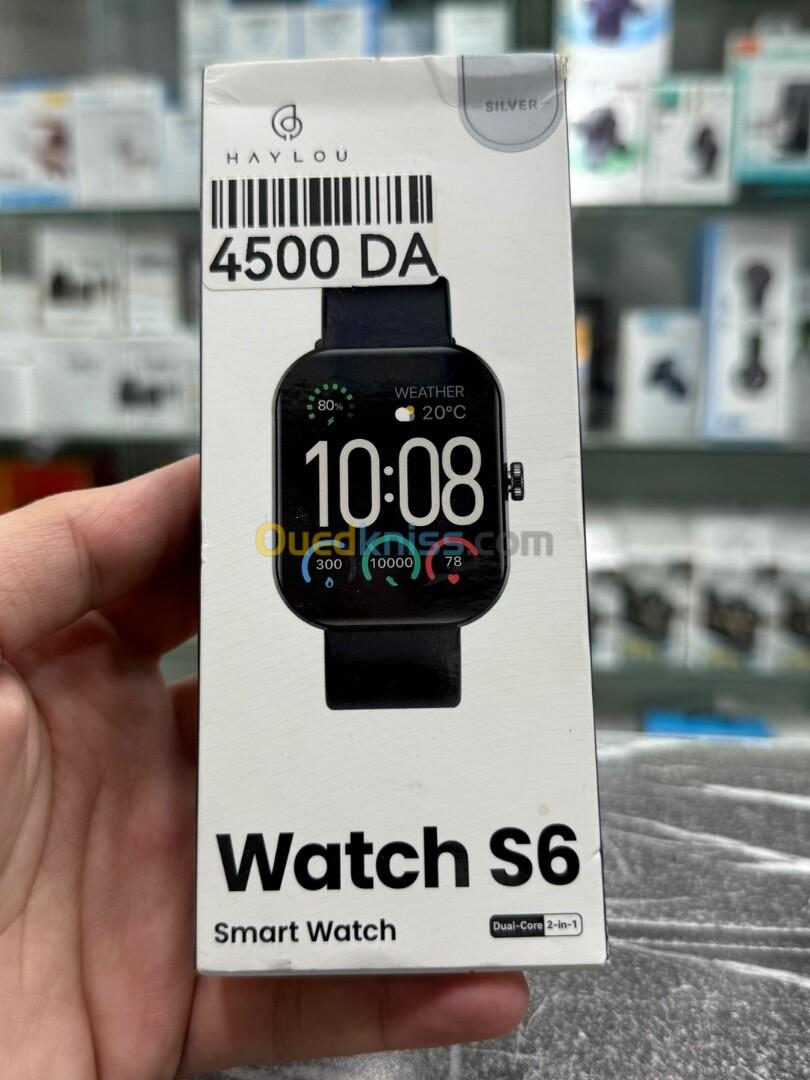 SILVER
HAYLOU
4500 DA
80%
WEATHER
20°C
10:08
Ouedkniss.com
300
10000
78
Watch S6
Smart Watch
Dual-Core 2-in-1